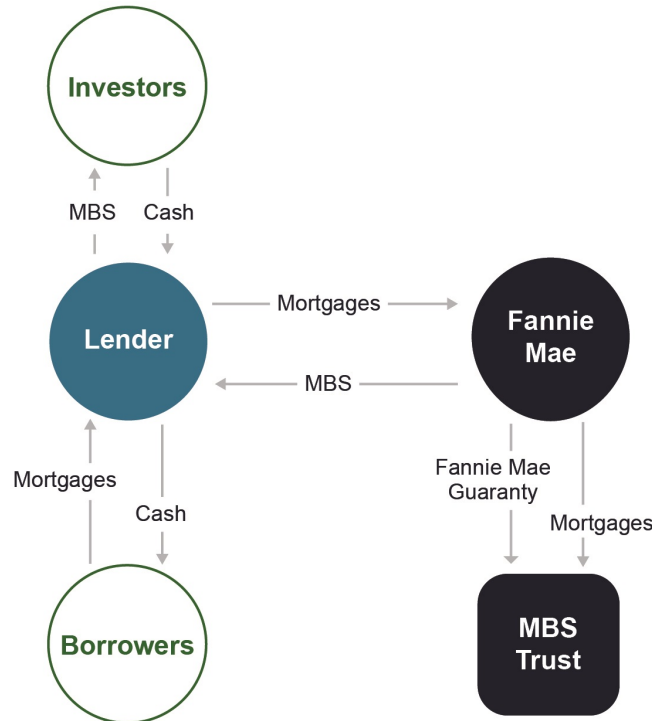 Investors
MBS
Cash
Lender
Mortgages
Fannie
Mae
MBS
Mortgages
Cash
Fannie Mae
Guaranty
Mortgages
Borrowers
MBS
Trust